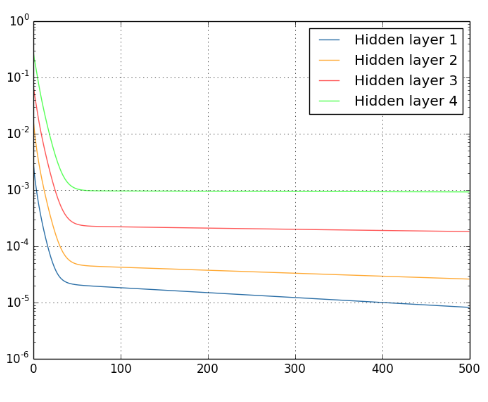 10^0
10^-1
10^-2
10^-3
10^-4
10^-5
10^-6
Hidden layer 1
Hidden layer 2
Hidden layer 3
Hidden layer 4
0 100 200 300 400 500